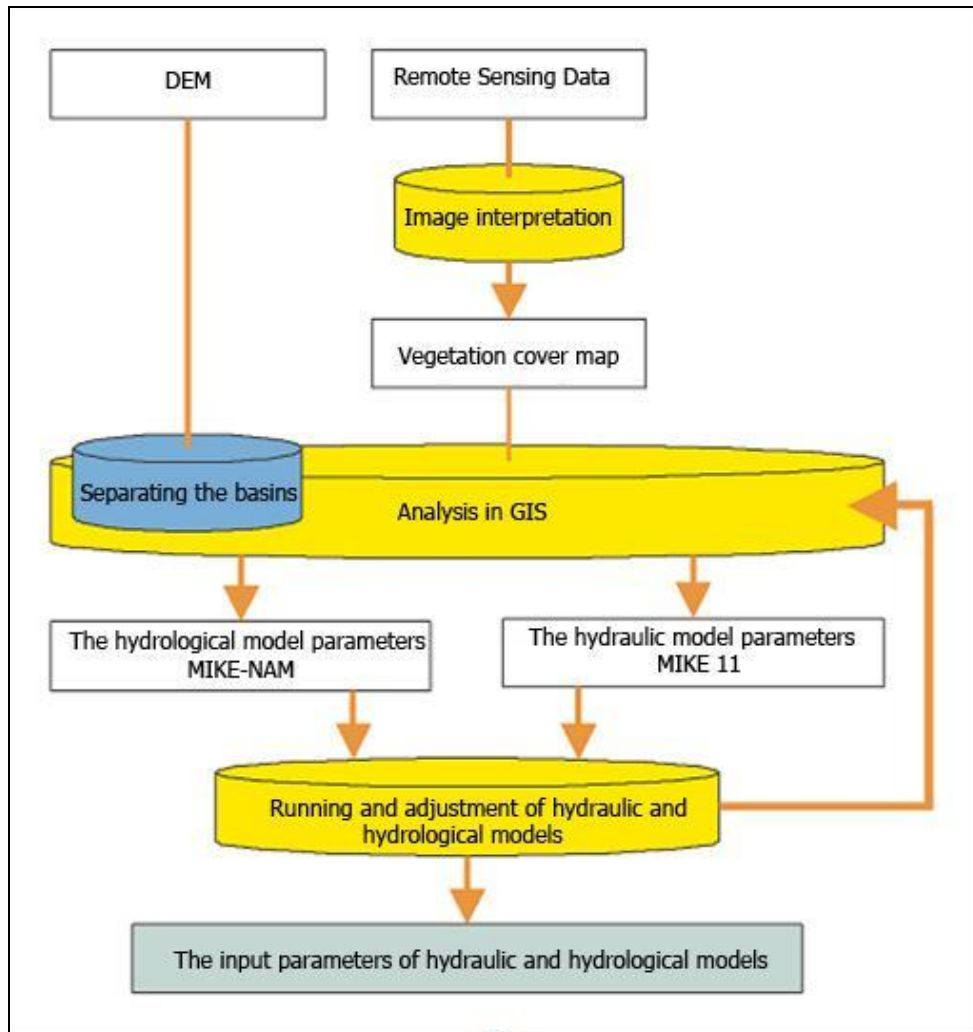 DEM
Remote Sensing Data
Image interpretation
Vegetation cover map
Separating the basins
Analysis in GIS
The hydrological model parameters
MIKE-NAM
The hydraulic model parameters
MIKE 11
Running and adjustment of hydraulic and
hydrological models
The input parameters of hydraulic and hydrological models